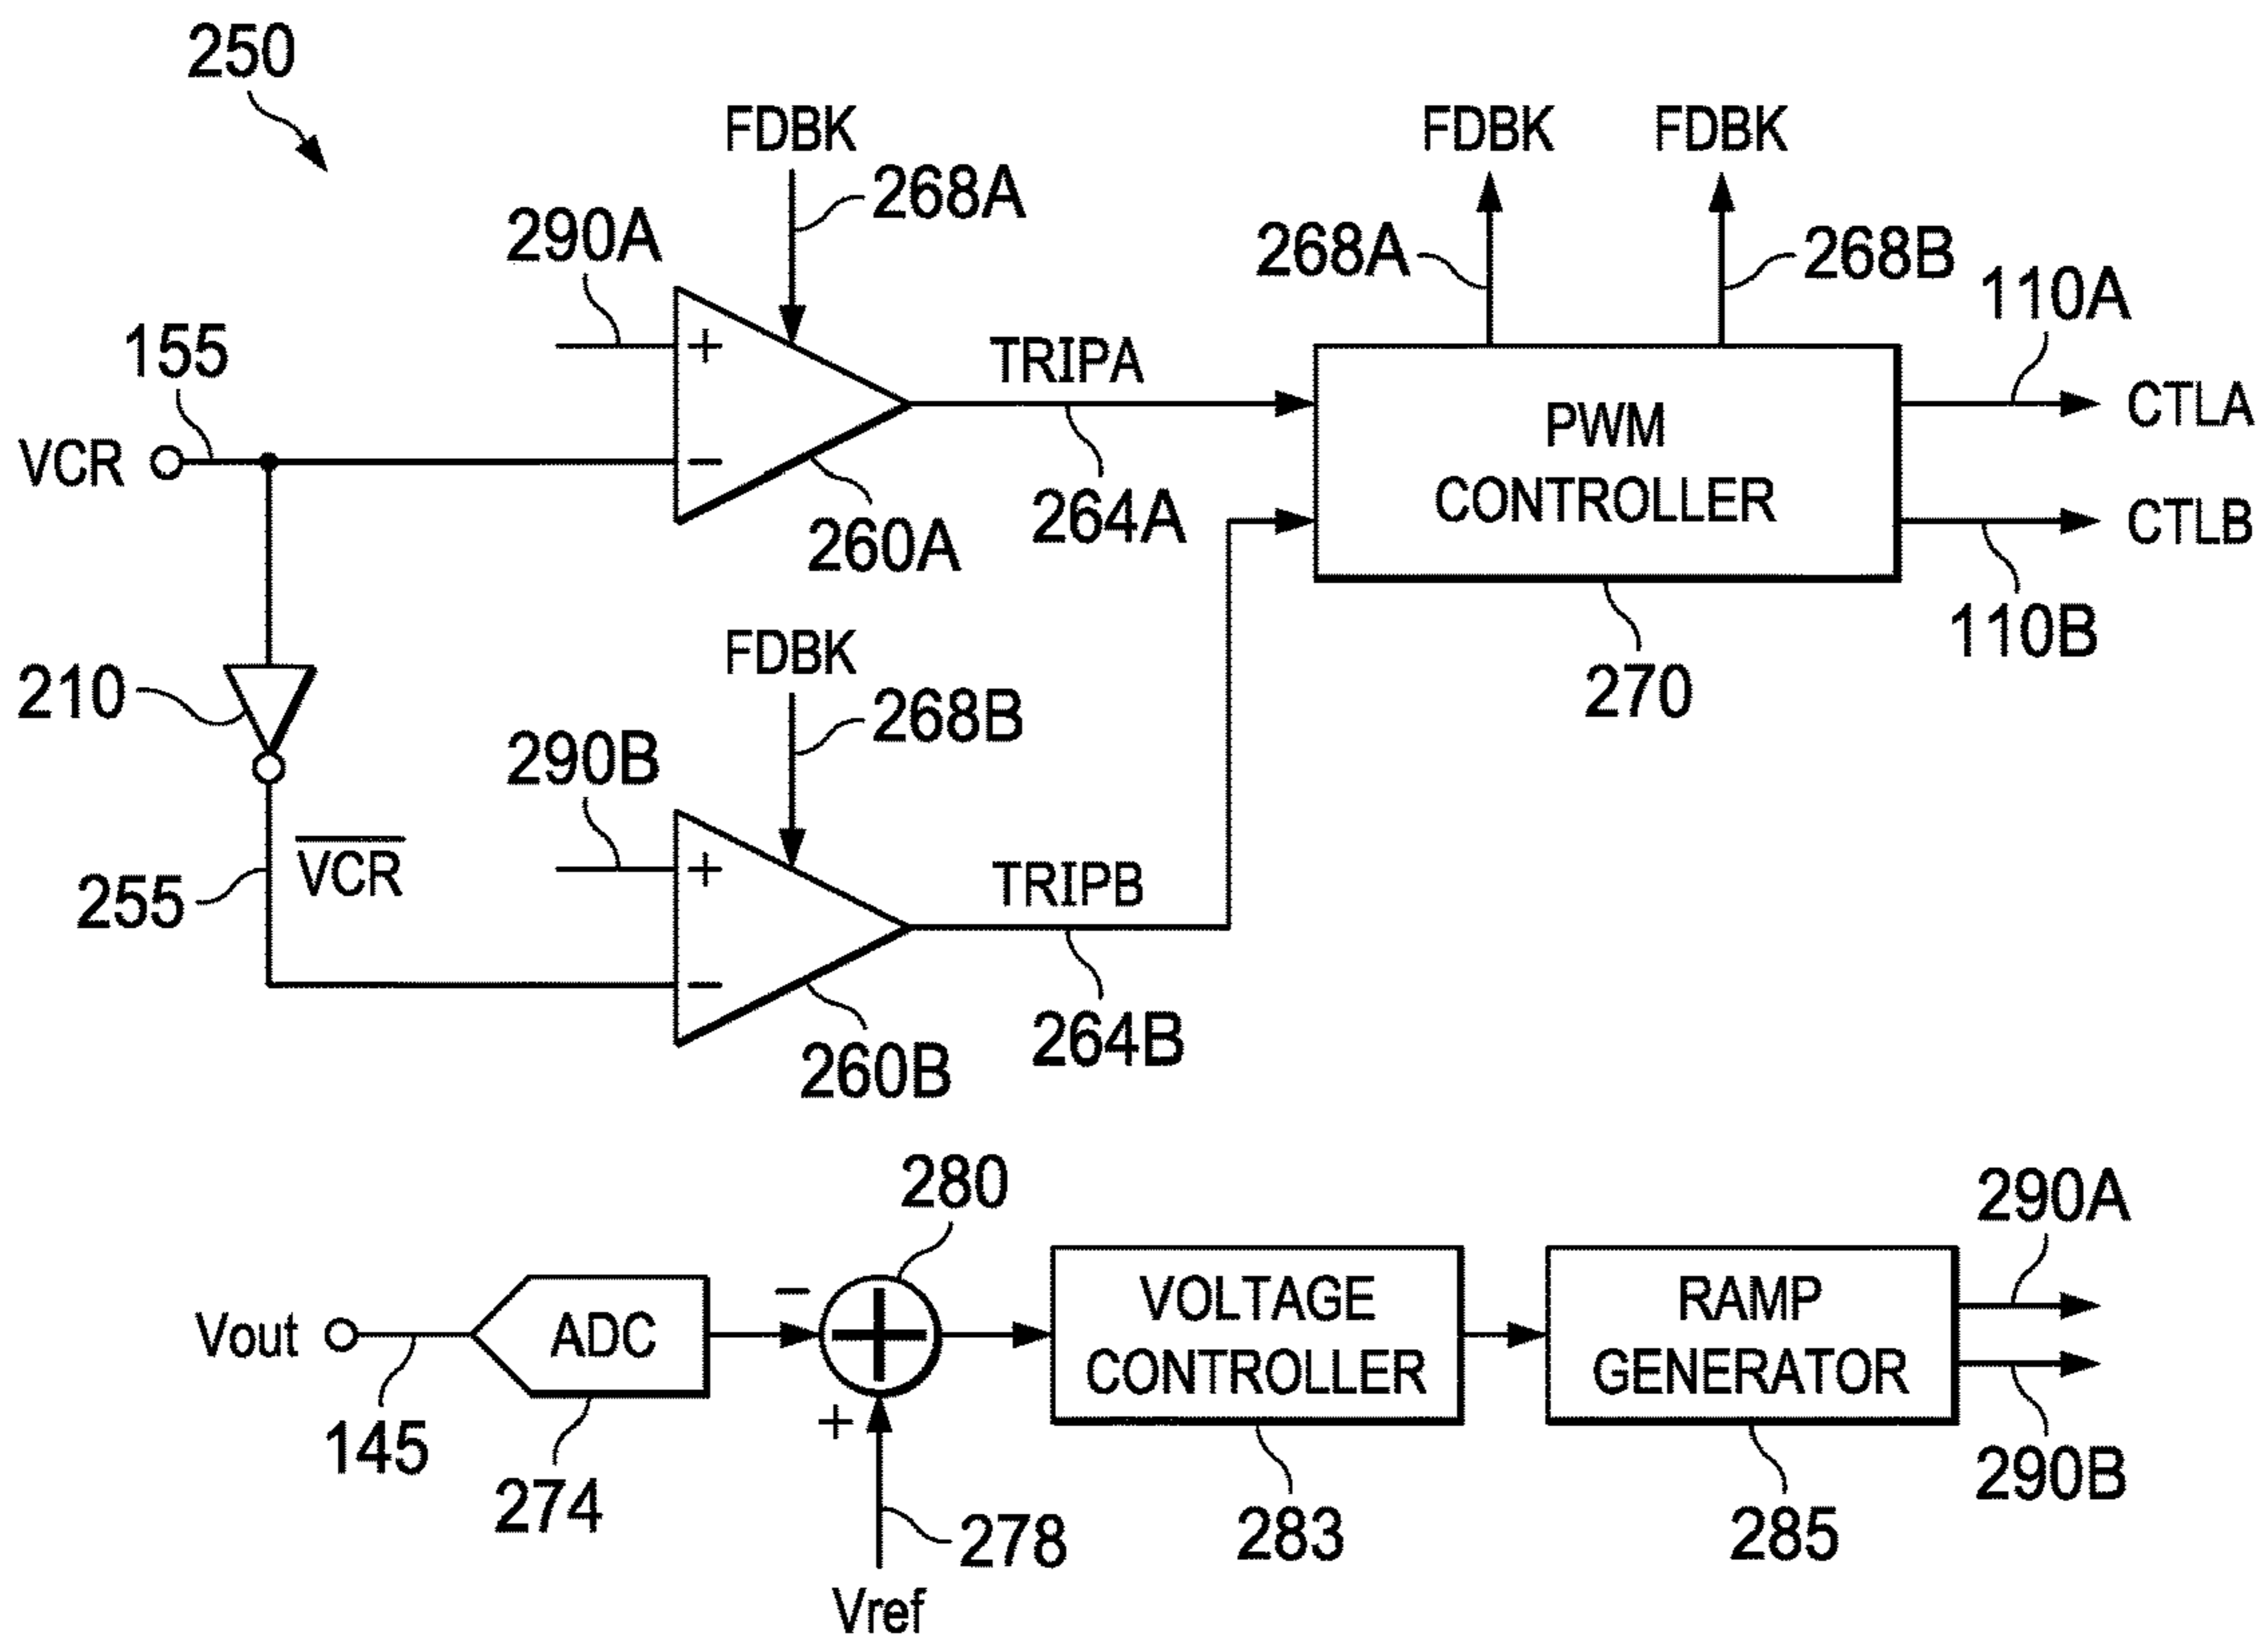 250
FDBK
268A
290A
155
VCR
+
−
TRIPA
264A
260A
FDBK
FDBK
268A
268B
110A
CTLA
PWM
CONTROLLER
CTLB
110B
270
210
FDBK
268B
290B
VCR
255
+
−
TRIPB
264B
260B
280
290A
Vout
ADC
−
VOLTAGE
CONTROLLER
RAMP
GENERATOR
+
145
274
278
283
285
290B
Vref